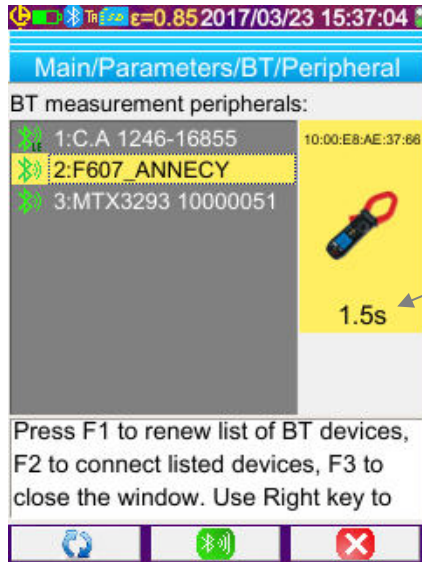 ε=0.85 2017/03/23 15:37:04
Main/Parameters/BT/Peripheral
BT measurement peripherals:
1:C.A 1246-16855
10:00:E8:AE:37:66
2:F607_ANNECY
3:MTX3293 10000051
1.5s
Press F1 to renew list of BT devices,
F2 to connect listed devices, F3 to
close the window. Use Right key to